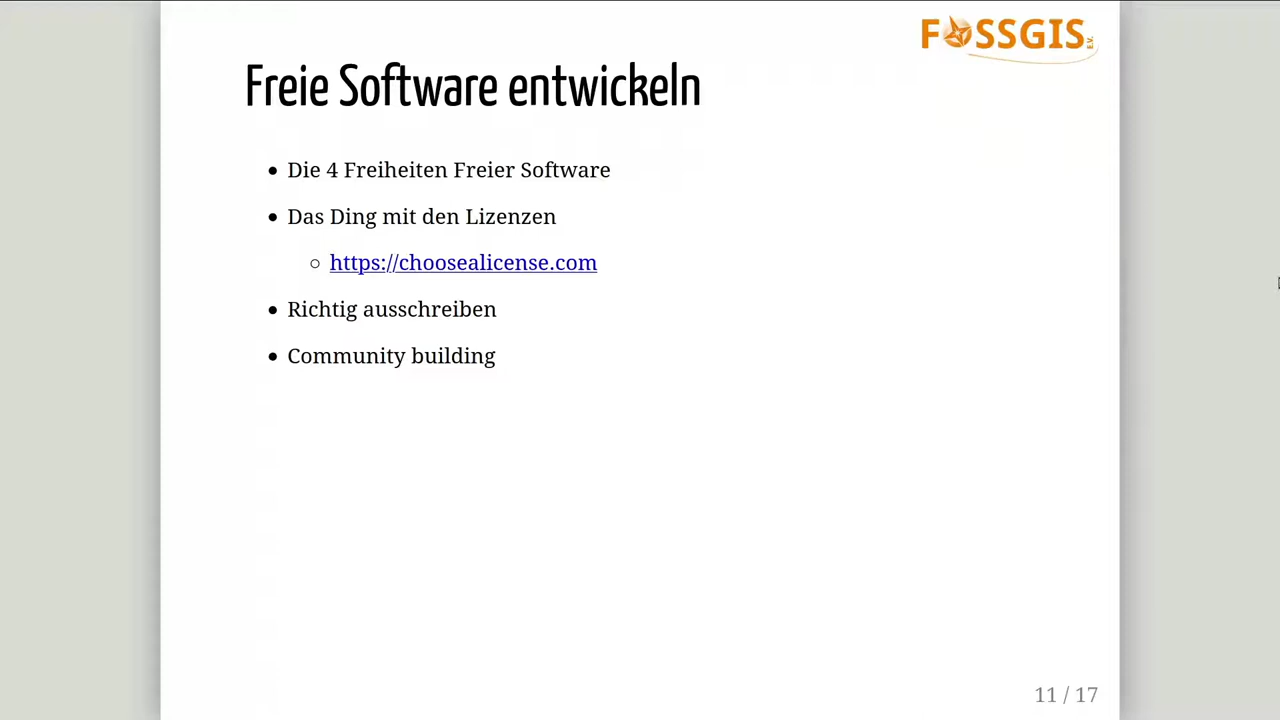 FOSSGIS e.V.
Freie Software entwickeln
Die 4 Freiheiten Freier Software
Das Ding mit den Lizenzen
https://choosealicense.com
Richtig ausschreiben
Community building
11 / 17